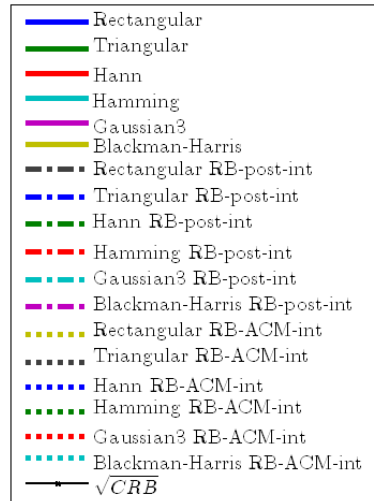 Rectangular
Triangular
Hann
Hamming
Gaussian3
Blackman-Harris
Rectangular RB-post-int
Triangular RB-post-int
Hann RB-post-int
Hamming RB-post-int
Gaussian3 RB-post-int
Blackman-Harris RB-post-int
Rectangular RB-ACM-int
Triangular RB-ACM-int
Hann RB-ACM-int
Hamming RB-ACM-int
Gaussian3 RB-ACM-int
Blackman-Harris RB-ACM-int
√CRB